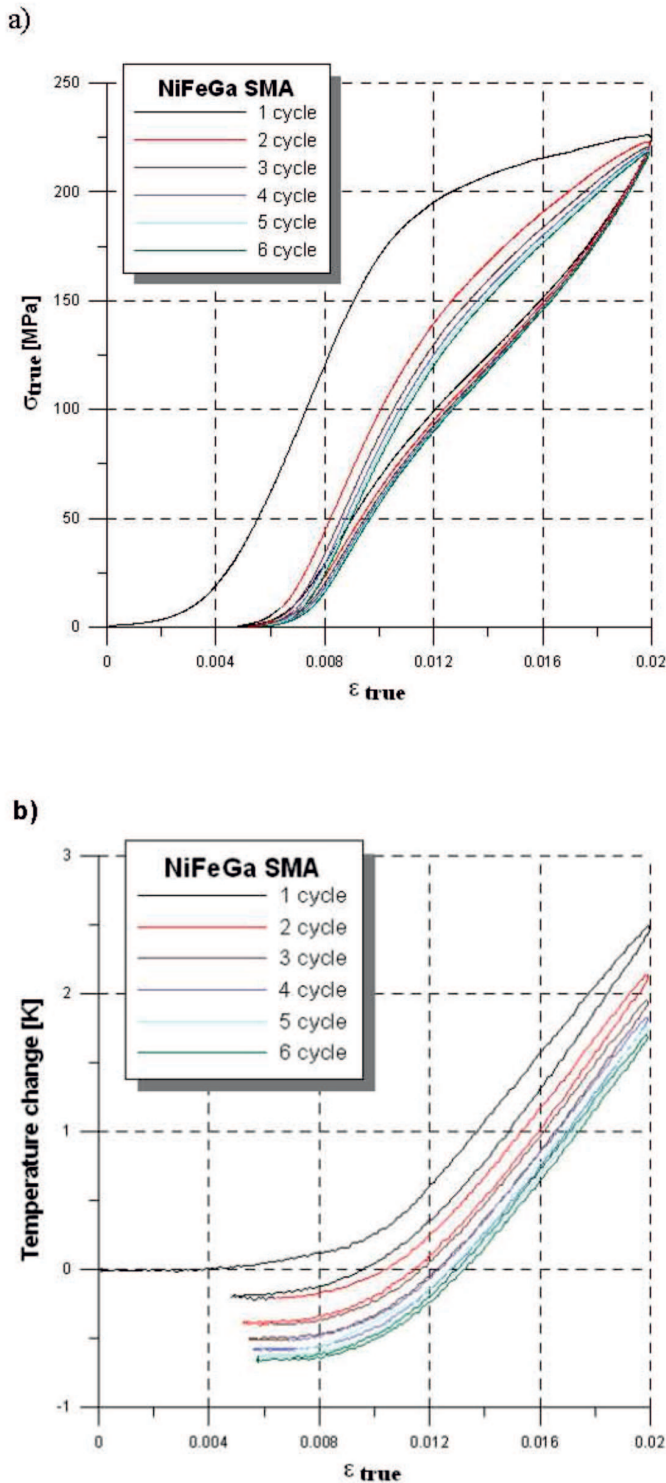 a)
250
200
150
100
50
0
σtrue [MPa]
NiFeGa SMA
1 cycle
2 cycle
3 cycle
4 cycle
5 cycle
6 cycle
0 0.004 0.008 0.012 0.016 0.02
ε true
b)
3
2
1
0
-1
Temperature change [K]
NiFeGa SMA
1 cycle
2 cycle
3 cycle
4 cycle
5 cycle
6 cycle
0 0.004 0.008 0.012 0.016 0.02
ε true